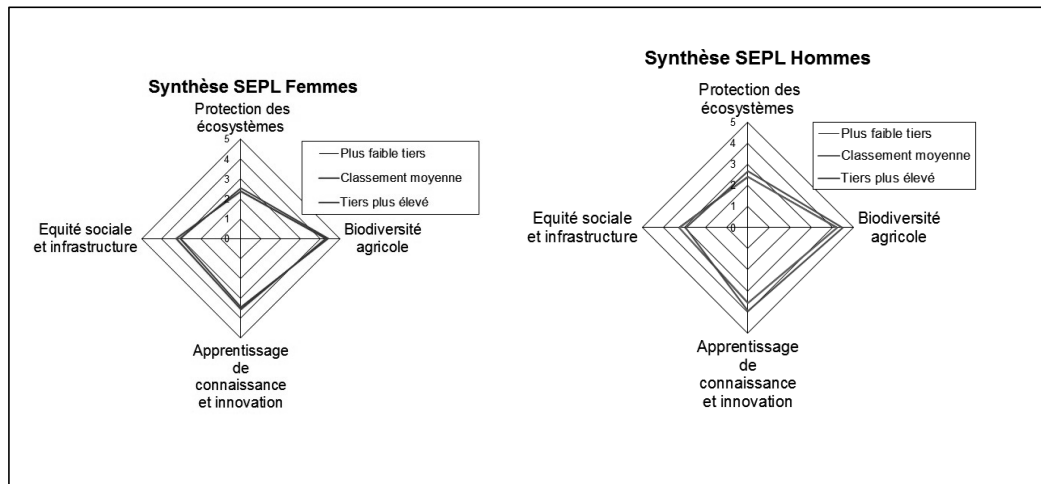 Synthèse SEPL Femmes
Protection des
écosystèmes
5
4
3
2
1
0
Plus faible tiers
Classement moyenne
Tiers plus élevé
Equité sociale
et infrastructure
Biodiversité
agricole
Apprentissage
de
connaissance
et innovation
Synthèse SEPL Hommes
Protection des
écosystèmes
5
4
3
2
1
0
Plus faible tiers
Classement moyenne
Tiers plus élevé
Equité sociale
et infrastructure
Biodiversité
agricole
Apprentissage
de
connaissance
et innovation